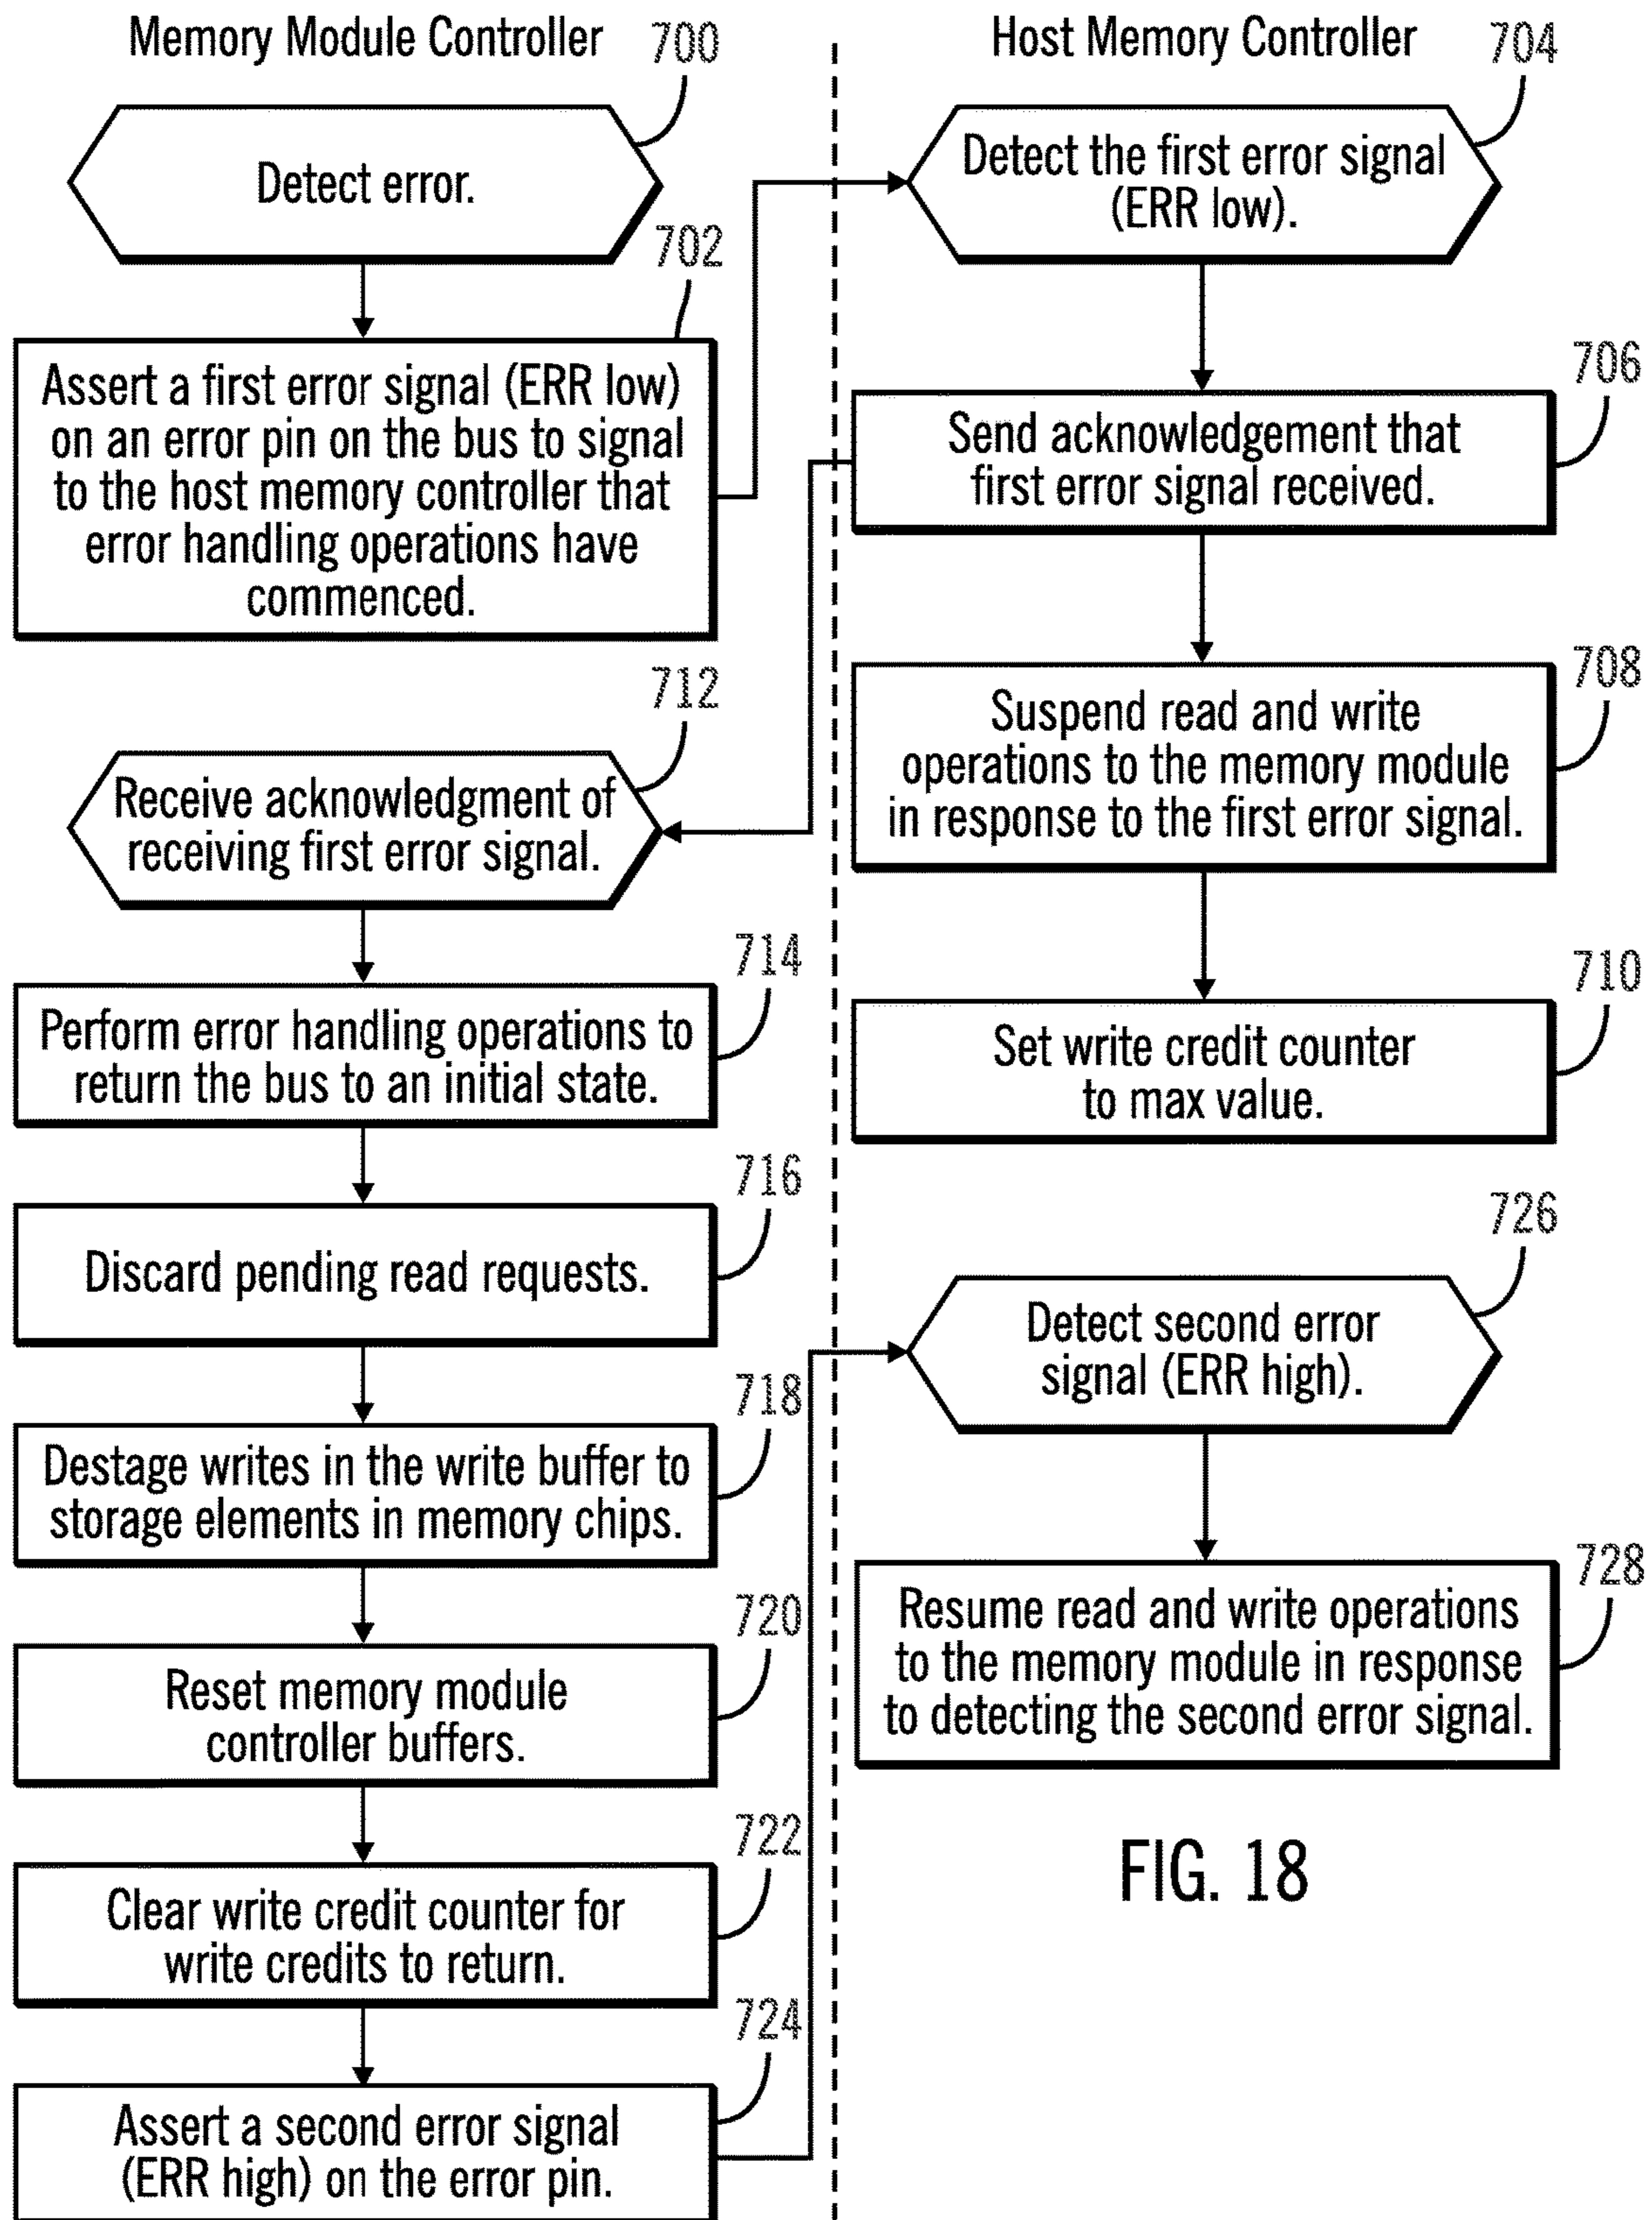 Memory Module Controller
700
Detect error.
702
Assert a first error signal (ERR low)
on an error pin on the bus to signal
to the host memory controller that
error handling operations have
commenced.
712
Receive acknowledgment of
receiving first error signal.
714
Perform error handling operations to
return the bus to an initial state.
716
Discard pending read requests.
718
Destage writes in the write buffer to
storage elements in memory chips.
720
Reset memory module
controller buffers.
722
Clear write credit counter for
write credits to return.
724
Assert a second error signal
(ERR high) on the error pin.
Host Memory Controller
704
Detect the first error signal
(ERR low).
706
Send acknowledgement that
first error signal received.
708
Suspend read and write
operations to the memory module
in response to the first error signal.
710
Set write credit counter
to max value.
726
Detect second error
signal (ERR high).
728
Resume read and write operations
to the memory module in response
to detecting the second error signal.
FIG. 18